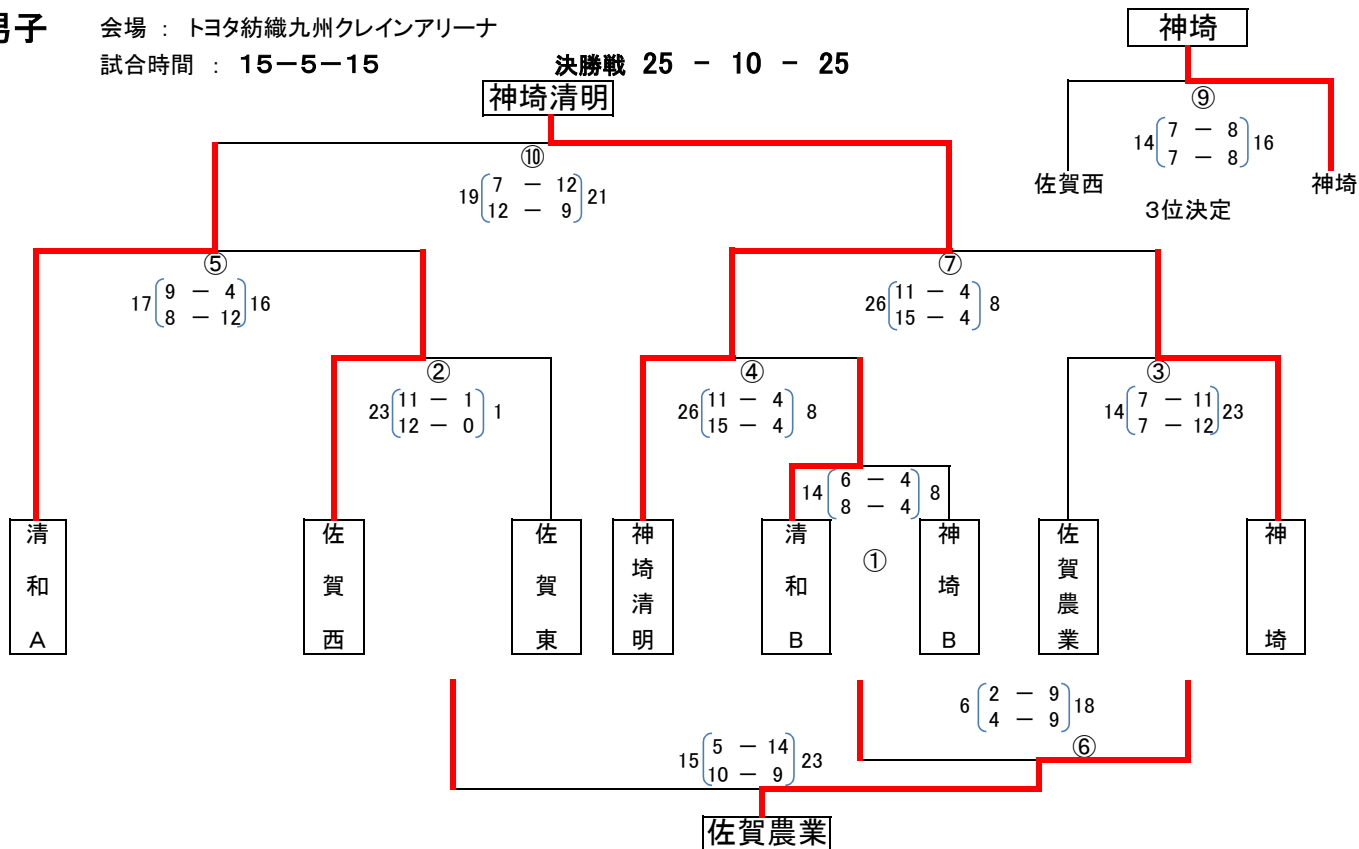 男子
会場 ： トヨタ紡織九州クレインアリーナ
試合時間 ： 15－5－15
決勝戦 25 － 10 － 25
神埼
⑨
14 7 － 8 16
7 － 8
佐賀西
神埼
3位決定
神埼清明
⑩
19 7 － 12 21
12 － 9
⑤
17 9 － 4 16
8 － 12
⑦
26 11 － 4 8
15 － 4
②
23 11 － 1 1
12 － 0
④
26 11 － 4 8
15 － 4
③
14 7 － 11 23
7 － 12
14 6 － 4 8
8 － 4
①
清和A
佐賀西
佐賀東
神埼清明
清和B
神埼B
佐賀農業
神埼
6 2 － 9 18
4 － 9
⑥
15 5 － 14 23
10 － 9
佐賀農業